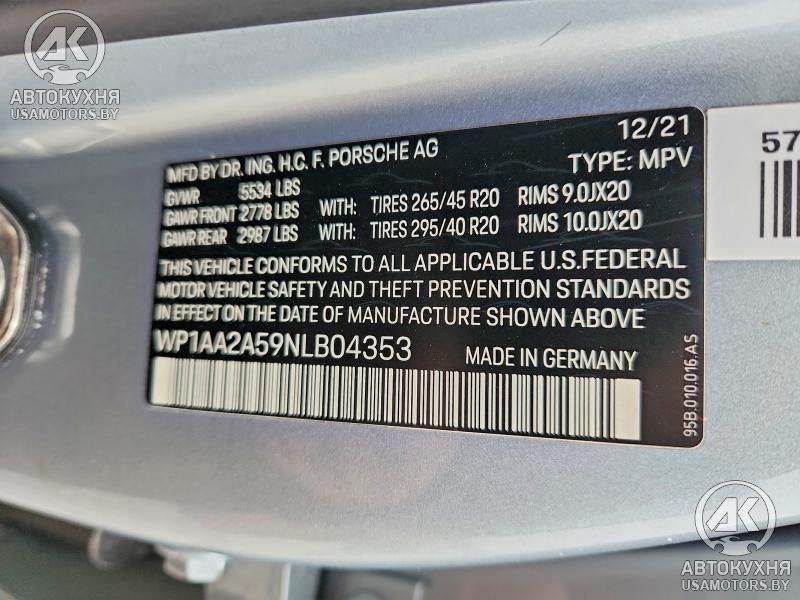 AK
АВТОКУХНЯ
USAMOTORS.BY
12/21
MFD BY DR. ING. H.C. F. PORSCHE AG TYPE: MPV
GVWR 5534 LBS
GAWR FRONT 2778 LBS WITH: TIRES 265/45 R20 RIMS 9.0JX20
GAWR REAR 2987 LBS WITH: TIRES 295/40 R20 RIMS 10.0JX20
THIS VEHICLE CONFORMS TO ALL APPLICABLE U.S.FEDERAL
MOTOR VEHICLE SAFETY AND THEFT PREVENTION STANDARDS
IN EFFECT ON THE DATE OF MANUFACTURE SHOWN ABOVE
WP1AA2A59NLB04353 MADE IN GERMANY
95B.010.016.AS
57
AK
АВТОКУХНЯ
USAMOTORS.BY